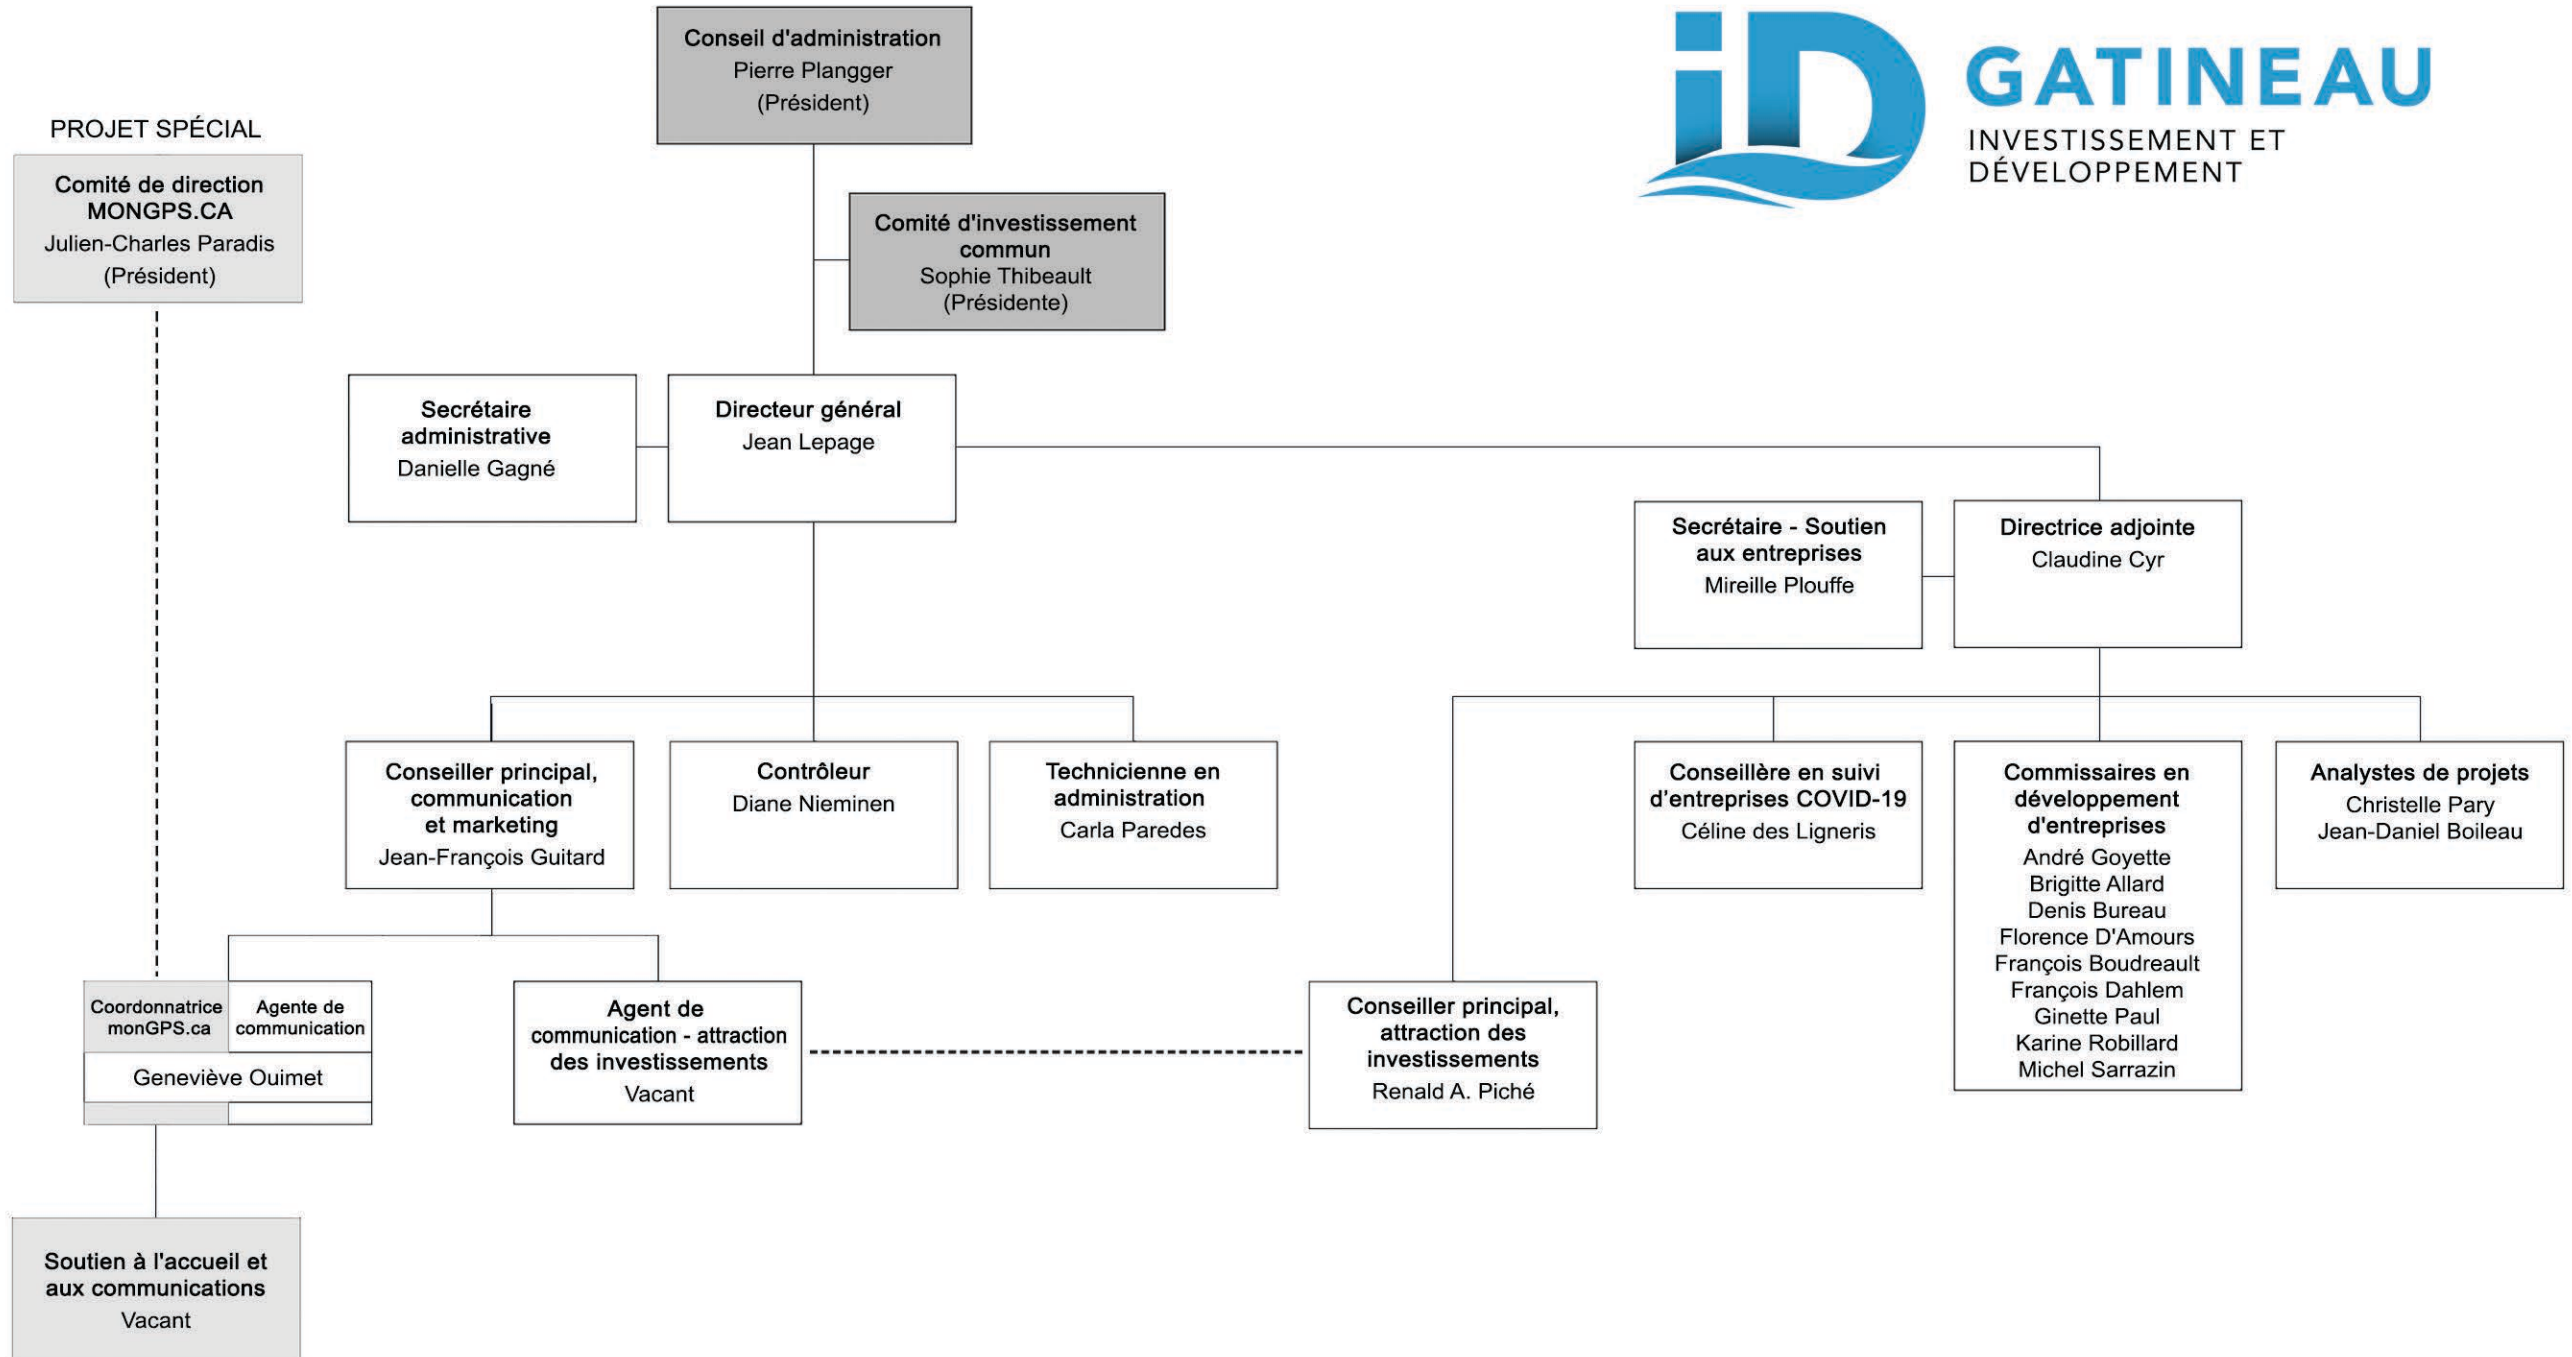 Conseil d'administration
Pierre Plangger
(Président)
iD
GATINEAU
INVESTISSEMENT ET
DÉVELOPPEMENT
PROJET SPÉCIAL
Comité de direction
MONGPS.CA
Julien-Charles Paradis
(Président)
Comité d'investissement
commun
Sophie Thibeault
(Présidente)
Secrétaire
administrative
Danielle Gagné
Directeur général
Jean Lepage
Secrétaire - Soutien
aux entreprises
Mireille Plouffe
Directrice adjointe
Claudine Cyr
Conseiller principal,
communication
et marketing
Jean-François Guitard
Contrôleur
Diane Nieminen
Technicienne en
administration
Carla Paredes
Conseillère en suivi
d'entreprises COVID-19
Céline des Ligneris
Commissaires en
développement
d'entreprises
André Goyette
Brigitte Allard
Denis Bureau
Florence D'Amours
François Boudreault
François Dahlem
Ginette Paul
Karine Robillard
Michel Sarrazin
Analystes de projets
Christelle Pary
Jean-Daniel Boileau
Coordonnatrice
monGPS.ca
Agente de
communication
Geneviève Ouimet
Agent de
communication - attraction
des investissements
Vacant
Conseiller principal,
attraction des
investissements
Renald A. Piché
Soutien à l'accueil et
aux communications
Vacant